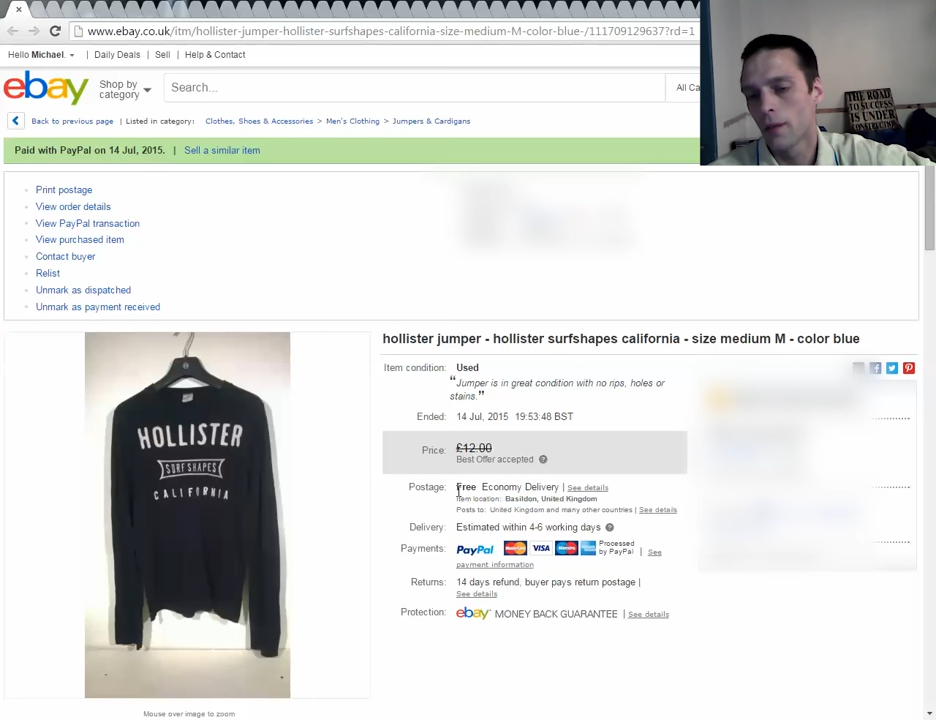 www.ebay.co.uk/itm/hollister-jumper-hollister-surfshapes-california-size-medium-M-color-blue-/111709129637?rd=1
Hello Michael. | Daily Deals | Sell | Help & Contact
ebay Shop by category Search... All Ca
Back to previous page | Listed in category: Clothes, Shoes & Accessories > Men's Clothing > Jumpers & Cardigans
Paid with PayPal on 14 Jul, 2015. | Sell a similar item
THE ROAD
TO SUCCESS
IS UNDER
CONSTRUCTION
Print postage
View order details
View PayPal transaction
View purchased item
Contact buyer
Relist
Unmark as dispatched
Unmark as payment received
HOLLISTER
SURF SHAPES
CALIFORNIA
Mouse over image to zoom
hollister jumper - hollister surfshapes california - size medium M - color blue
Item condition: Used
“Jumper is in great condition with no rips, holes or
stains.”
Ended: 14 Jul, 2015 19:53:48 BST
Price: £12.00
Best Offer accepted
Postage: Free Economy Delivery | See details
Item location: Basildon, United Kingdom
Posts to: United Kingdom and many other countries | See details
Delivery: Estimated within 4-6 working days
Payments: PayPal MasterCard VISA Maestro Processed by PayPal | See
payment information
Returns: 14 days refund, buyer pays return postage |
See details
Protection: ebay MONEY BACK GUARANTEE | See details